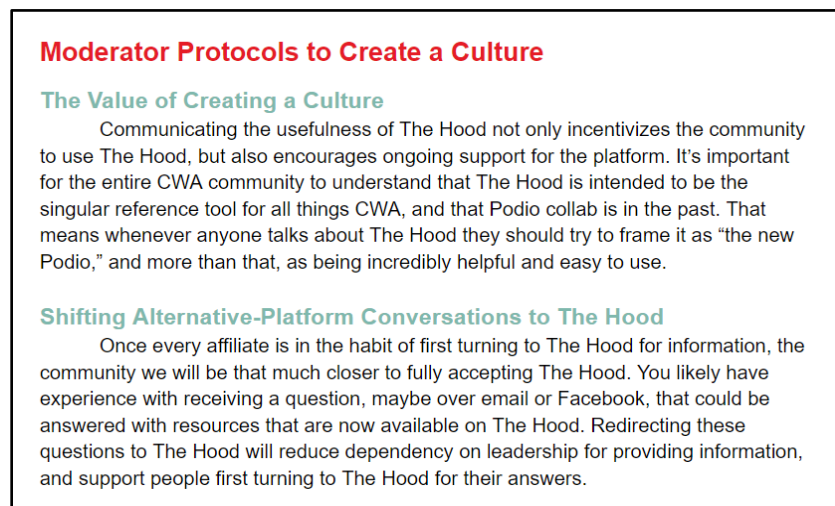 Moderator Protocols to Create a Culture
The Value of Creating a Culture
Communicating the usefulness of The Hood not only incentivizes the community
to use The Hood, but also encourages ongoing support for the platform. It’s important
for the entire CWA community to understand that The Hood is intended to be the
singular reference tool for all things CWA, and that Podio collab is in the past. That
means whenever anyone talks about The Hood they should try to frame it as “the new
Podio,” and more than that, as being incredibly helpful and easy to use.
Shifting Alternative-Platform Conversations to The Hood
Once every affiliate is in the habit of first turning to The Hood for information, the
community we will be that much closer to fully accepting The Hood. You likely have
experience with receiving a question, maybe over email or Facebook, that could be
answered with resources that are now available on The Hood. Redirecting these
questions to The Hood will reduce dependency on leadership for providing information,
and support people first turning to The Hood for their answers.